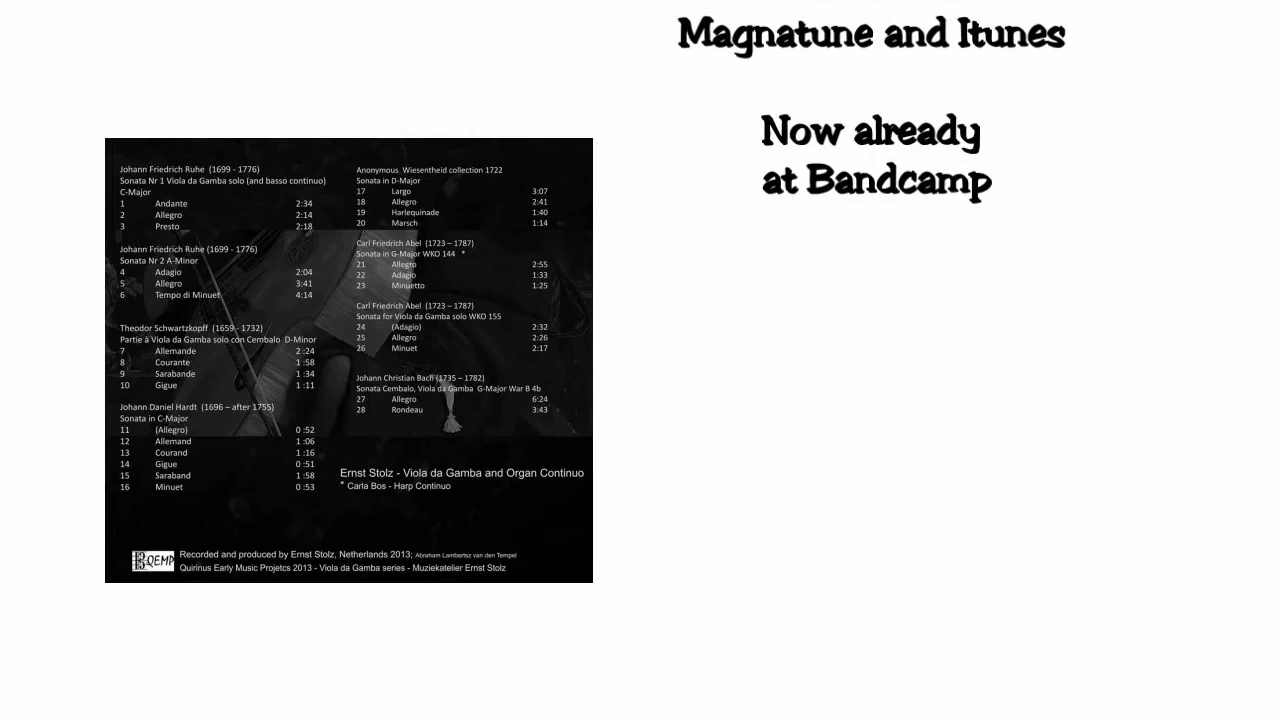 Magnatune and Itunes
Now already
at Bandcamp
Johann Friedrich Ruhe (1699 - 1776)
Sonata Nr 1 Viola da Gamba solo (and basso continuo)
C-Major
1 Andante 2:34
2 Allegro 2:14
3 Presto 2:18
Johann Friedrich Ruhe (1699 - 1776)
Sonata Nr 2 A-Minor
4 Adagio 2:04
5 Allegro 3:41
6 Tempo di Minuet 4:14
Theodor Schwartzkopff (1659 - 1732)
Partie à Viola da Gamba solo con Cembalo D-Minor
7 Allemande 2 :24
8 Courante 1 :58
9 Sarabande 1 :34
10 Gigue 1 :11
Johann Daniel Hardt (1696 – after 1755)
Sonata in C-Major
11 (Allegro) 0 :52
12 Allemand 1 :06
13 Courand 1 :16
14 Gigue 0 :51
15 Saraband 1 :58
16 Minuet 0 :53
Anonymous Wiesentheid collection 1722
Sonata in D-Major
17 Largo 3:07
18 Allegro 2:41
19 Harlequinade 1:40
20 Marsch 1:14
Carl Friedrich Abel (1723 – 1787)
Sonata in G-Major WKO 144 *
21 Allegro 2:55
22 Adagio 1:33
23 Minuetto 1:25
Carl Friedrich Abel (1723 – 1787)
Sonata for Viola da Gamba solo WKO 155
24 (Adagio) 2:32
25 Allegro 2:26
26 Minuet 2:17
Johann Christian Bach (1735 – 1782)
Sonata Cembalo, Viola da Gamba G-Major War B 4b
27 Allegro 6:24
28 Rondeau 3:43
Ernst Stolz - Viola da Gamba and Organ Continuo
* Carla Bos - Harp Continuo
QEMP
Recorded and produced by Ernst Stolz, Netherlands 2013; Abraham Lambertsz van den Tempel
Quirinus Early Music Projetcs 2013 - Viola da Gamba series - Muziekatelier Ernst Stolz